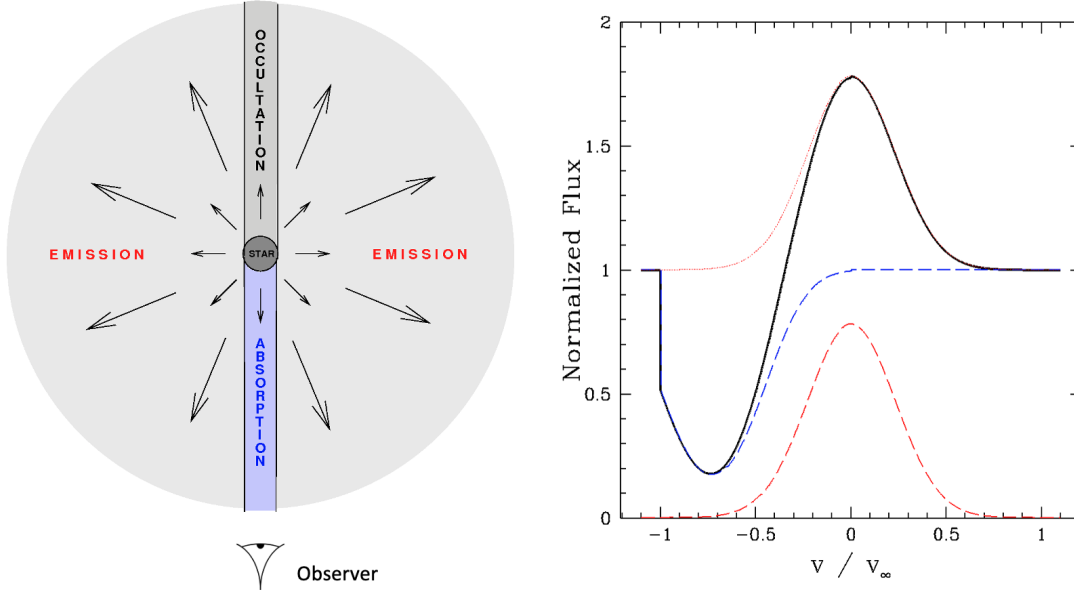 OCCULTATION
EMISSION
STAR
EMISSION
ABSORPTION
Observer
Normalized Flux
2
1.5
1
0.5
0
-1
-0.5
0
0.5
1
V / V∞